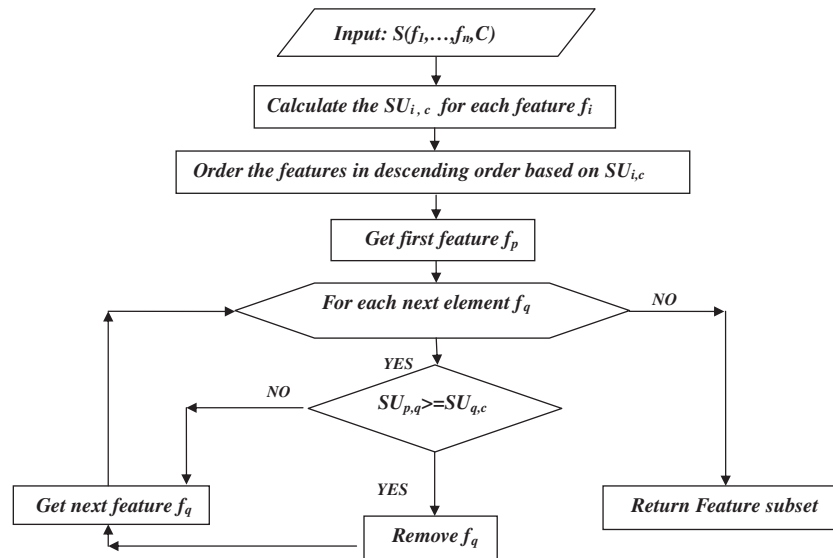 Input: S(f1,…,fn,C)
Calculate the SUi, c for each feature fi
Order the features in descending order based on SUi,c
Get first feature fp
For each next element fq
NO
YES
NO
SUp,q>=SUq,c
YES
Get next feature fq
Return Feature subset
Remove fq